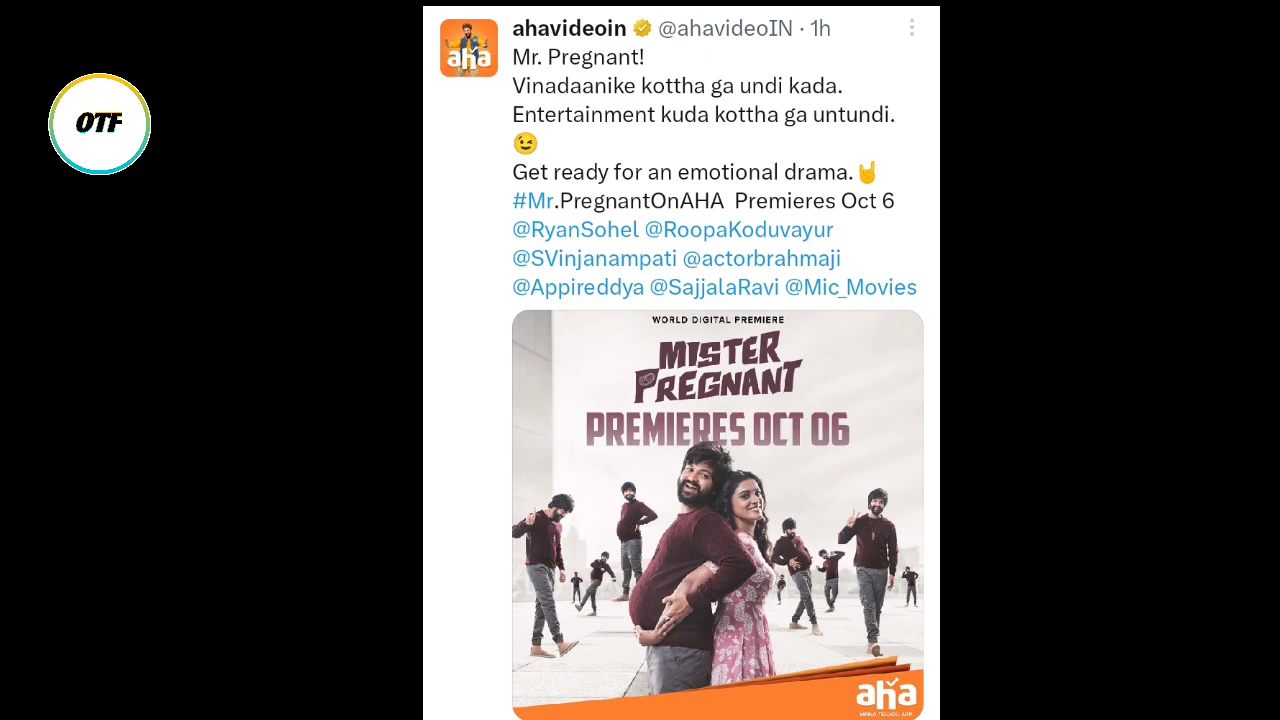 OTF
aha
ahavideoin @ahavideoIN · 1h
Mr. Pregnant!
Vinadaanike kottha ga undi kada.
Entertainment kuda kottha ga untundi.
😉
Get ready for an emotional drama.🤘
#Mr.PregnantOnAHA Premieres Oct 6
@RyanSohel @RoopaKoduvayur
@SVinjanampati @actorbrahmaji
@Appireddya @SajjalaRavi @Mic_Movies
WORLD DIGITAL PREMIERE
MISTER
PREGNANT
PREMIERES OCT 06
aha